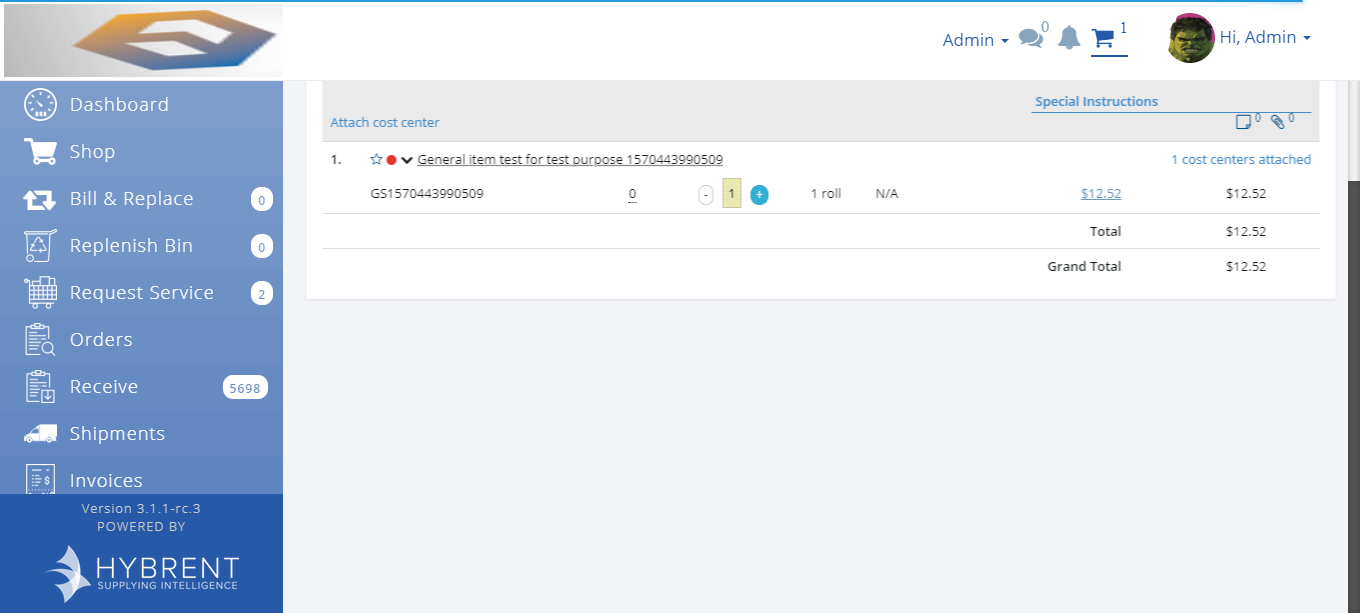 Admin
0
1
Hi, Admin
Dashboard
Shop
Bill & Replace 0
Replenish Bin 0
Request Service 2
Orders
Receive 5698
Shipments
Invoices
Version 3.1.1-rc.3
POWERED BY
HYBRENT
SUPPLYING INTELLIGENCE
Special Instructions
Attach cost center
0 0
1. General item test for test purpose 1570443990509 1 cost centers attached
GS1570443990509 0 - 1 + 1 roll N/A $12.52 $12.52
Total $12.52
Grand Total $12.52